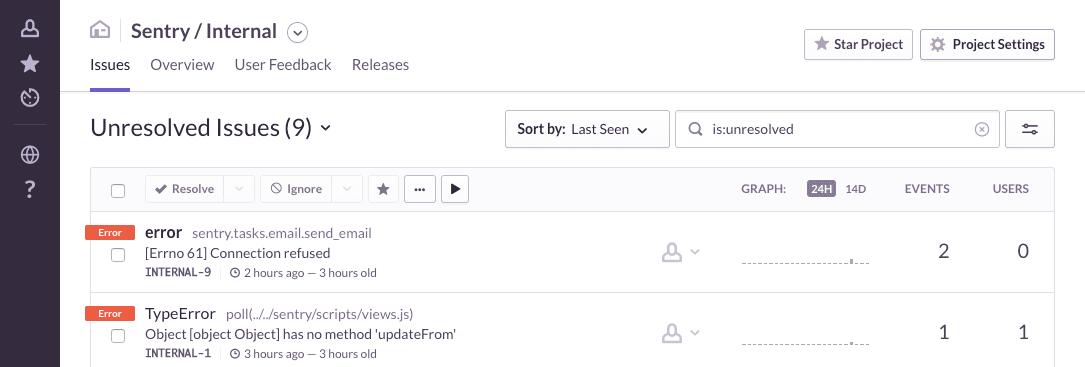 Sentry / Internal
Star Project
Project Settings
Issues Overview User Feedback Releases
Unresolved Issues (9)
Sort by: Last Seen
is:unresolved
Resolve Ignore GRAPH: 24H 14D EVENTS USERS
Error error sentry.tasks.email.send_email
[Errno 61] Connection refused
INTERNAL-9 2 hours ago — 3 hours old
2 0
Error TypeError poll(../../sentry/scripts/views.js)
Object [object Object] has no method 'updateFrom'
INTERNAL-1 3 hours ago — 3 hours old
1 1